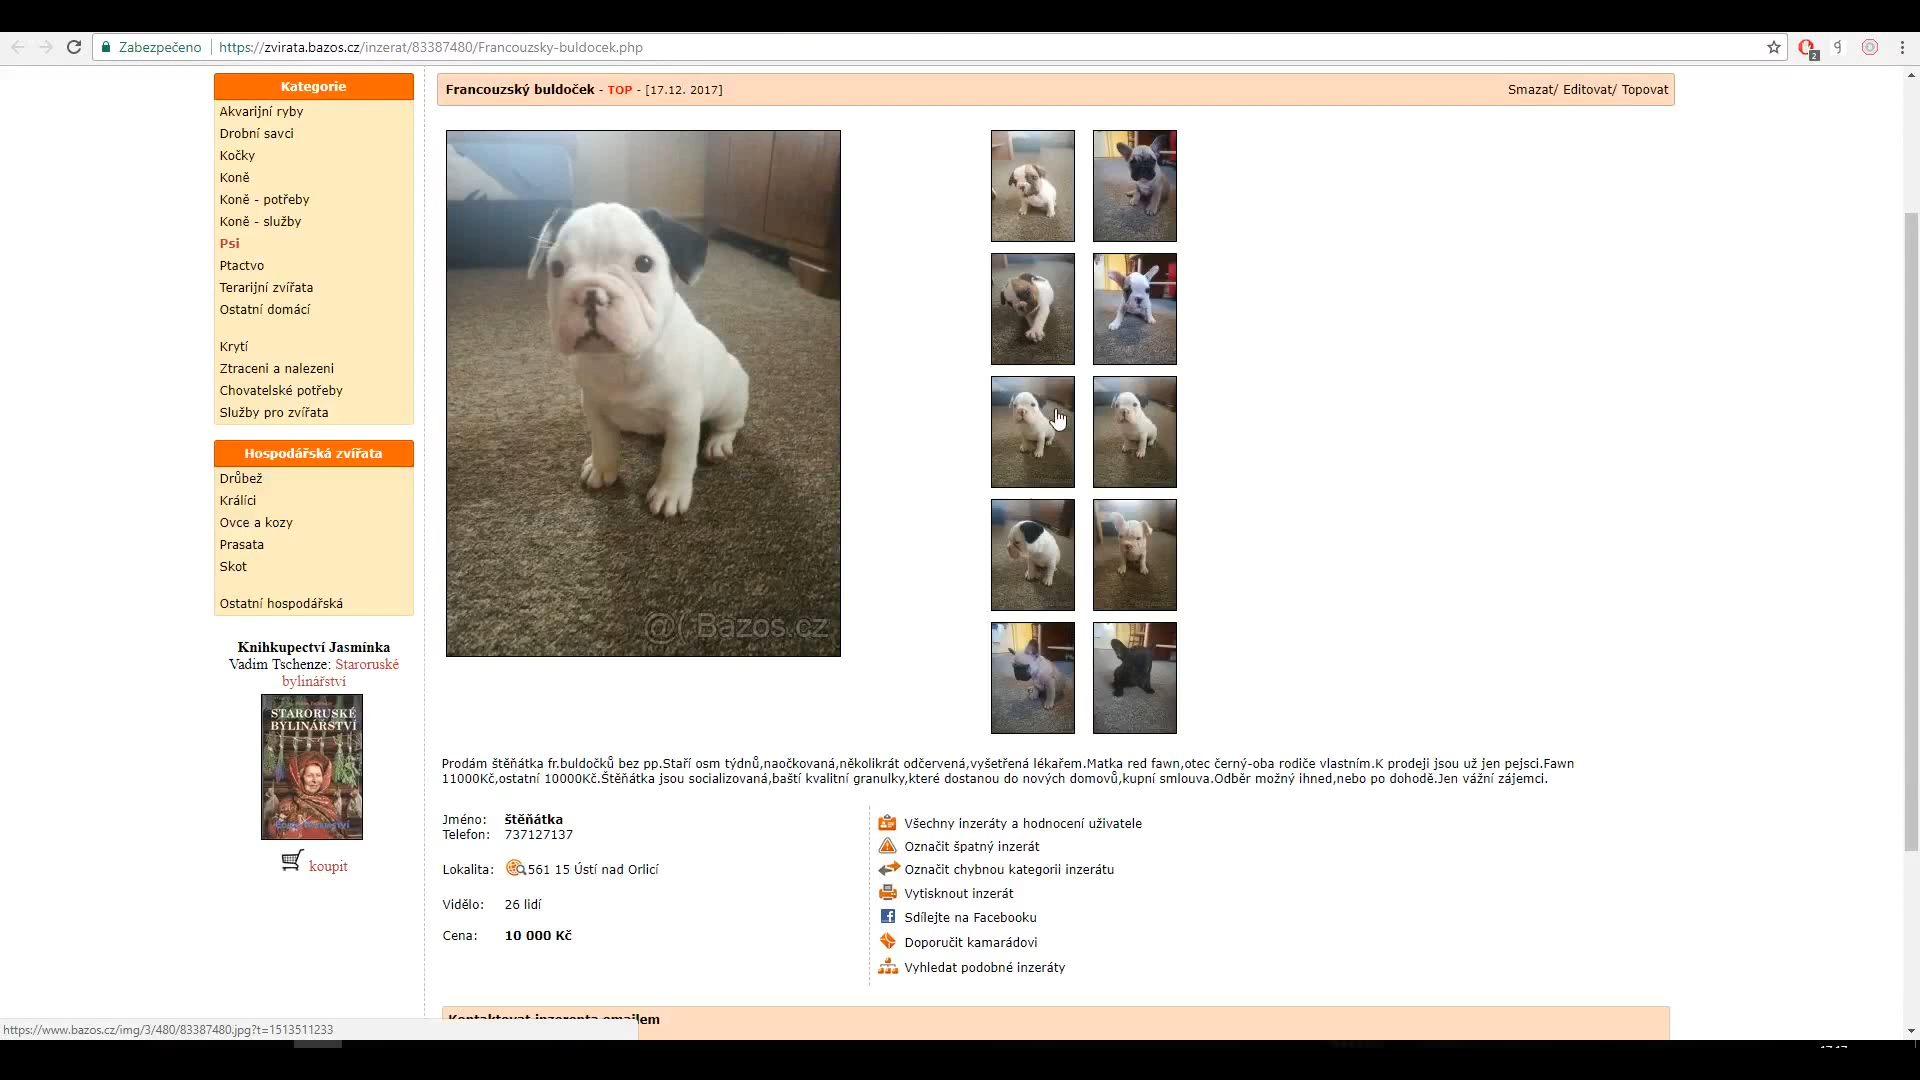 Zabezpečeno
https://zvirata.bazos.cz/inzerat/83387480/Francouzsky-buldocek.php
2
Kategorie
Akvarijní ryby
Drobní savci
Kočky
Koně
Koně - potřeby
Koně - služby
Psi
Ptactvo
Terarijní zvířata
Ostatní domácí
Krytí
Ztraceni a nalezeni
Chovatelské potřeby
Služby pro zvířata
Hospodářská zvířata
Drůbež
Králíci
Ovce a kozy
Prasata
Skot
Ostatní hospodářská
Knihkupectví Jasmínka
Vadim Tschenze: Staroruské
bylinářství
STARORUSKÉ
BYLINÁŘSTVÍ
koupit
Francouzský buldoček - TOP - [17.12. 2017]
Smazat/ Editovat/ Topovat
@( Bazos.cz
Prodám štěňátka fr.buldočků bez pp.Staří osm týdnů,naočkovaná,několikrát odčervená,vyšetřená lékařem.Matka red fawn,otec černý-oba rodiče vlastním.K prodeji jsou už jen pejsci.Fawn
11000Kč,ostatní 10000Kč.Štěňátka jsou socializovaná,baští kvalitní granulky,které dostanou do nových domovů,kupní smlouva.Odběr možný ihned,nebo po dohodě.Jen vážní zájemci.
Jméno: štěňátka
Telefon: 737127137
Lokalita: 561 15 Ústí nad Orlicí
Vidělo: 26 lidí
Cena: 10 000 Kč
Všechny inzeráty a hodnocení uživatele
Označit špatný inzerát
Označit chybnou kategorii inzerátu
Vytisknout inzerát
Sdílejte na Facebooku
Doporučit kamarádovi
Vyhledat podobné inzeráty
Kontaktovat inzerenta emailem
https://www.bazos.cz/img/3/480/83387480.jpg?t=1513511233